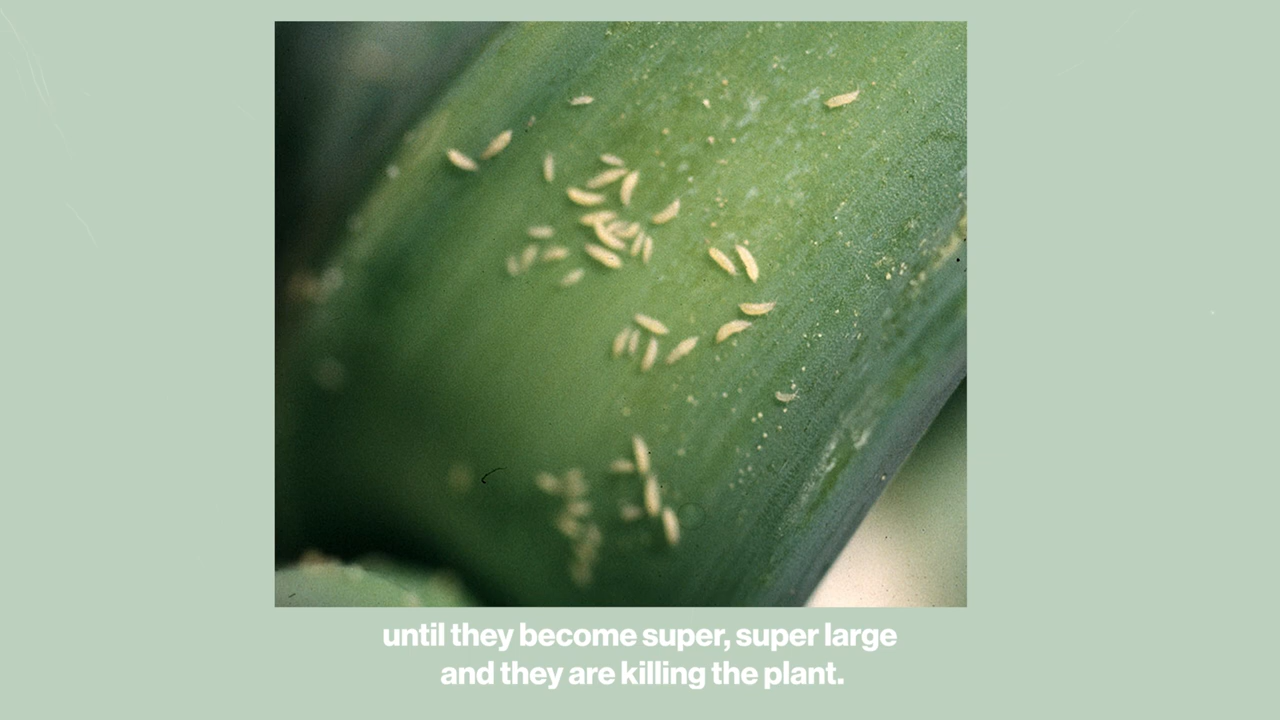 until they become super, super large
and they are killing the plant.